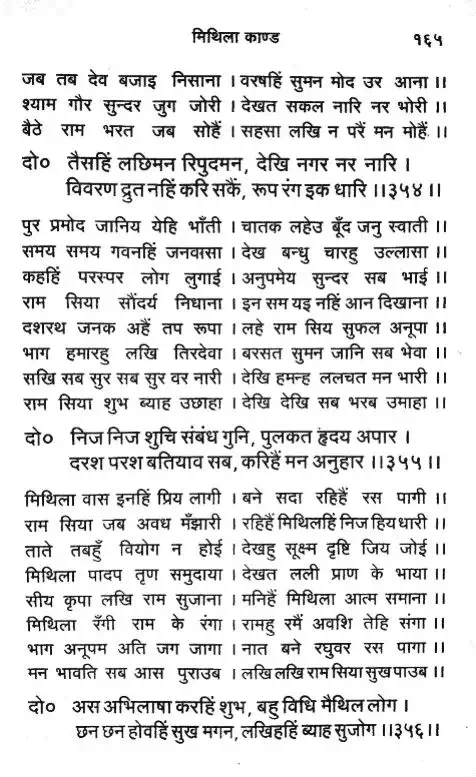 मिथिला काण्ड १६५
जब तब देव बजाइ निसाना । वरषहिं सुमन मोद उर आना ।।
श्याम गौर सुन्दर जुग जोरी । देखत सकल नारि नर भोरी ।।
बैठे राम भरत जब सोहैं । सहसा लखि न परैं मन मोहैं ।।
दो० तैसहिं लछिमन रिपुदमन, देखि नगर नर नारि ।
विवरण द्रुत नहिं करि सकैं, रूप रंग इक धारि ।।३५४।।
पुर प्रमोद जानिय येहि भाँती । चातक लहेउ बूँद जनु स्वाती ।।
समय समय गवनहिं जनवासा । देख बन्धु चारहु उल्लासा ।।
कहहिं परस्पर लोग लुगाई । अनुपमेय सुन्दर सब भाई ।।
राम सिया सौंदर्य निधाना । इन सम यइ नहिं आन दिखाना ।।
दशरथ जनक अहैं तप रूपा । लहे राम सिय सुफल अनूपा ।।
भाग हमारहु लखि तिरदेवा । बरसत सुमन जानि सब भेवा ।।
सखि सब सुर सब सुर वर नारी । देखि हमन्ह ललचत मन भारी ।।
राम सिया शुभ ब्याह उछाहा । देखि देखि सब भरब उमाहा ।।
दो० निज निज शुचि संबंध गुनि, पुलकत हृदय अपार ।
दरश परश बतियाव सब, करिहैं मन अनुहार ।।३५५।।
मिथिला वास इनहिं प्रिय लागी । बने सदा रहिहैं रस पागी ।।
राम सिया जब अवध मँझारी । रहिहैं मिथिलहिं निज हिय धारी ।।
ताते तबहुँ वियोग न होई । देखहु सूक्ष्म दृष्टि जिय जोई ।।
मिथिला पादप तृण समुदाया । देखत लली प्राण के भाया ।।
सीय कृपा लखि राम सुजाना । मनिहैं मिथिला आत्म समाना ।।
मिथिला रँगी राम के रंगा । रामहु रमैं अवशि तेहि संगा ।।
भाग अनूपम अति जग जागा । नात बने रघुवर रस पागा ।।
मन भावति सब आस पुराउब । लखि लखि राम सिया सुख पाउब ।।
दो० अस अभिलाषा करहिं शुभ, बहु विधि मैथिल लोग ।
छन छन होवहिं सुख मगन, लखिहहिं ब्याह सुजोग ।।३५६।।